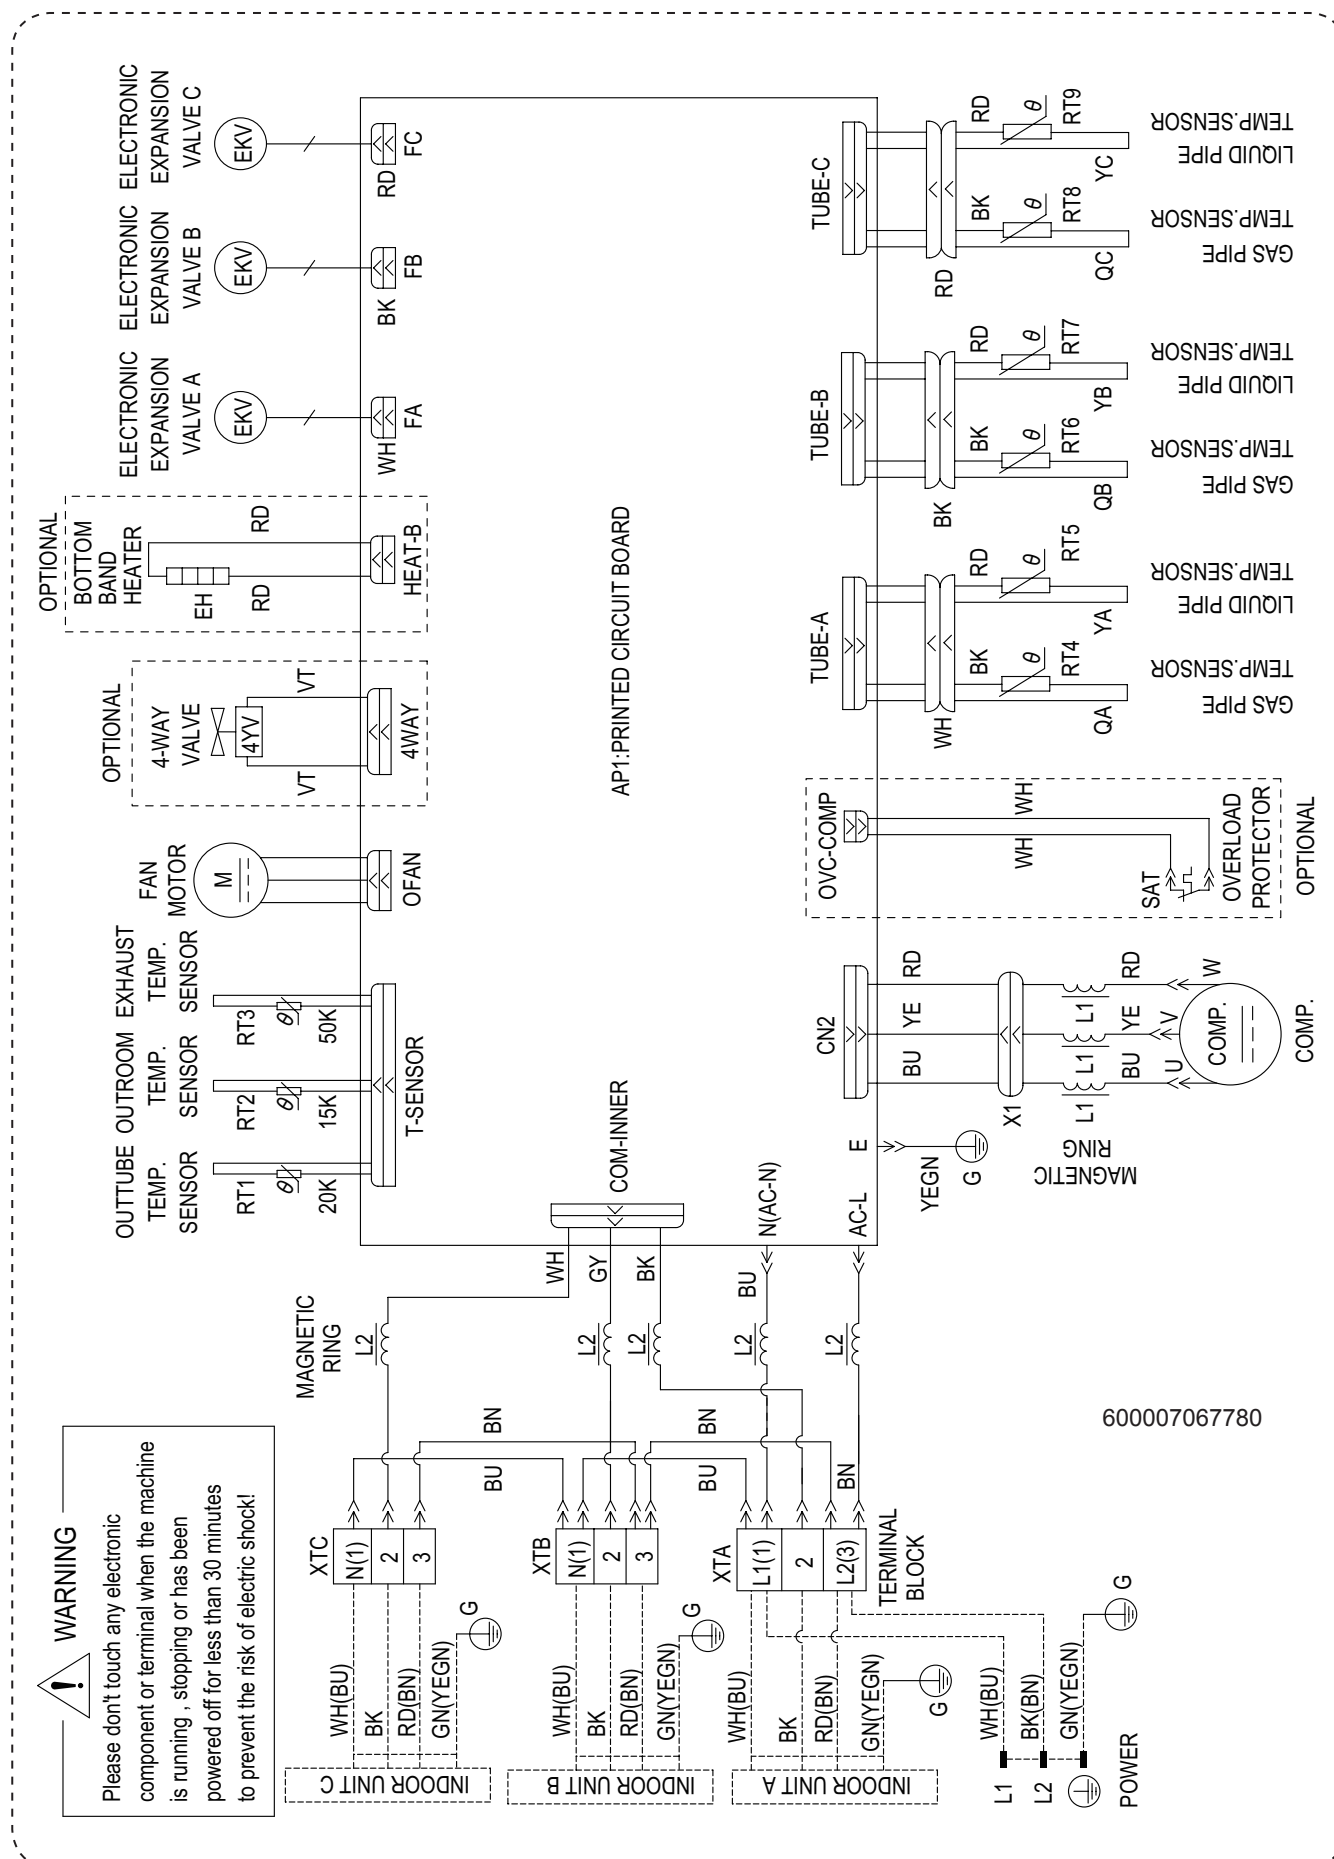 WARNING
Please don't touch any electronic
component or terminal when the machine
is running , stopping or has been
powered off for less than 30 minutes
to prevent the risk of electric shock!
OUTTUBE
TEMP.
SENSOR
RT1
θ
20K
OUTROOM
TEMP.
SENSOR
RT2
θ
15K
EXHAUST
TEMP.
SENSOR
RT3
θ
50K
T-SENSOR
FAN
MOTOR
M
OFAN
OPTIONAL
4-WAY
VALVE
4YV
VT
VT
4WAY
OPTIONAL
BOTTOM
BAND
HEATER
EH
RD
RD
HEAT-B
ELECTRONIC
EXPANSION
VALVE A
EKV
WH
FA
ELECTRONIC
EXPANSION
VALVE B
EKV
BK
FB
ELECTRONIC
EXPANSION
VALVE C
EKV
RD
FC
AP1:PRINTED CIRCUIT BOARD
MAGNETIC
RING
L2
L2
L2
L2
L2
WH
GY
BK
COM-INNER
BU
N(AC-N)
AC-L
E
YEGN
G
XTC
N(1)
2
3
BU
BN
XTB
N(1)
2
3
BU
BN
XTA
L1(1)
2
L2(3)
BN
TERMINAL
BLOCK
INDOOR UNIT C
WH(BU)
BK
RD(BN)
GN(YEGN)
G
INDOOR UNIT B
WH(BU)
BK
RD(BN)
GN(YEGN)
G
INDOOR UNIT A
WH(BU)
BK
RD(BN)
GN(YEGN)
G
L1
L2
WH(BU)
BK(BN)
GN(YEGN)
G
POWER
CN2
BU
YE
RD
X1
MAGNETIC
RING
L1
L1
L1
BU
YE
RD
U
V
W
COMP.
COMP.
OVC-COMP
WH
WH
SAT
OVERLOAD
PROTECTOR
OPTIONAL
TUBE-A
WH
BK
RD
θ
θ
QA
RT4
YA
RT5
GAS PIPE
TEMP.SENSOR
LIQUID PIPE
TEMP.SENSOR
TUBE-B
BK
BK
RD
θ
θ
QB
RT6
YB
RT7
GAS PIPE
TEMP.SENSOR
LIQUID PIPE
TEMP.SENSOR
TUBE-C
RD
BK
RD
θ
θ
QC
RT8
YC
RT9
GAS PIPE
TEMP.SENSOR
LIQUID PIPE
TEMP.SENSOR
600007067780